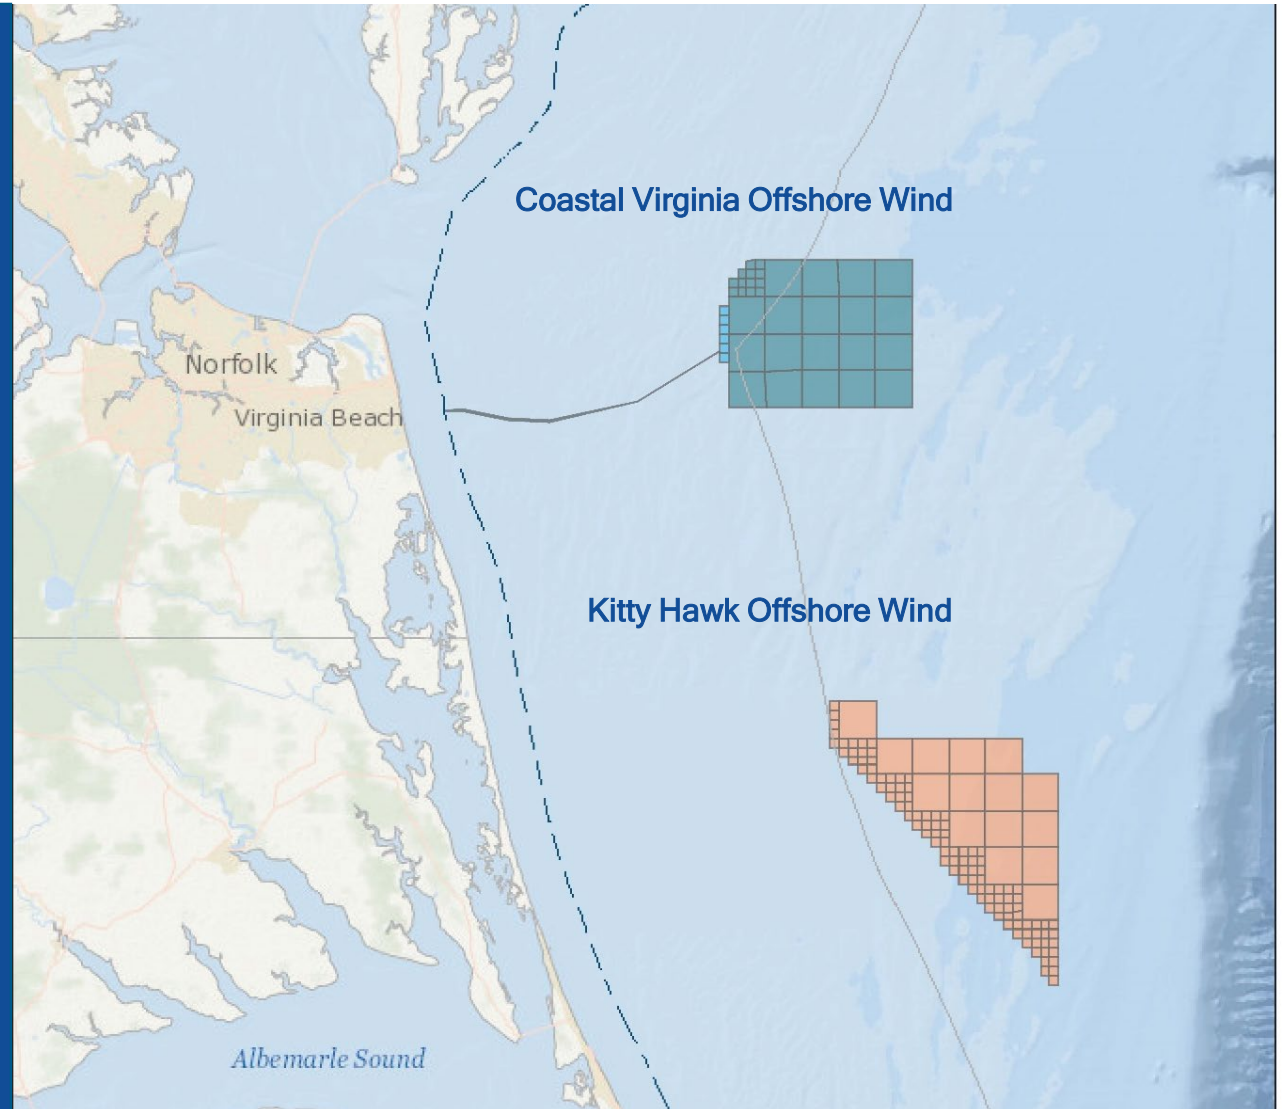 Coastal Virginia Offshore Wind
Norfolk
Virginia Beach
Kitty Hawk Offshore Wind
Albemarle Sound